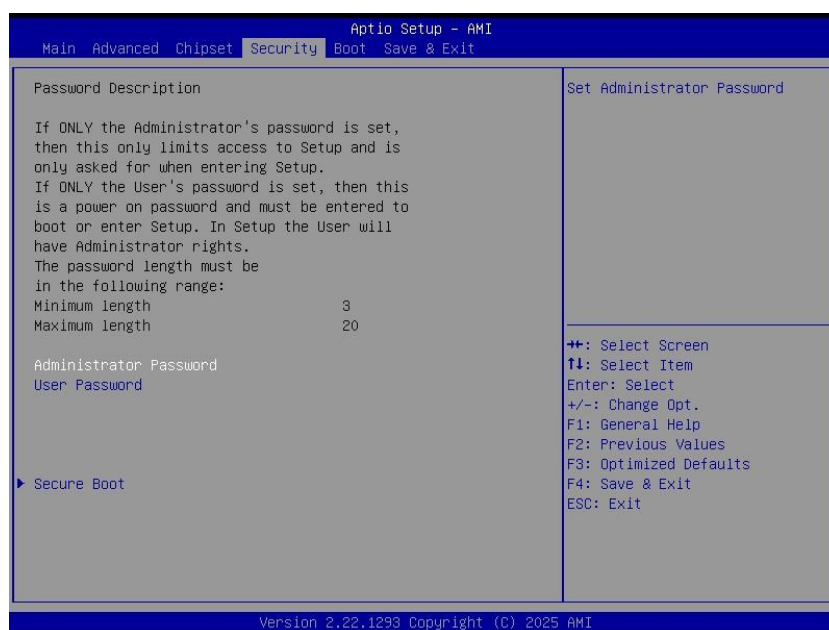 Aptio Setup – AMI
Main Advanced Chipset Security Boot Save & Exit
Password Description
If ONLY the Administrator's password is set,
then this only limits access to Setup and is
only asked for when entering Setup.
If ONLY the User's password is set, then this
is a power on password and must be entered to
boot or enter Setup. In Setup the User will
have Administrator rights.
The password length must be
in the following range:
Minimum length 3
Maximum length 20
Administrator Password
User Password
Secure Boot
Set Administrator Password
→←: Select Screen
↑↓: Select Item
Enter: Select
+/-: Change Opt.
F1: General Help
F2: Previous Values
F3: Optimized Defaults
F4: Save & Exit
ESC: Exit
Version 2.22.1293 Copyright (C) 2025 AMI